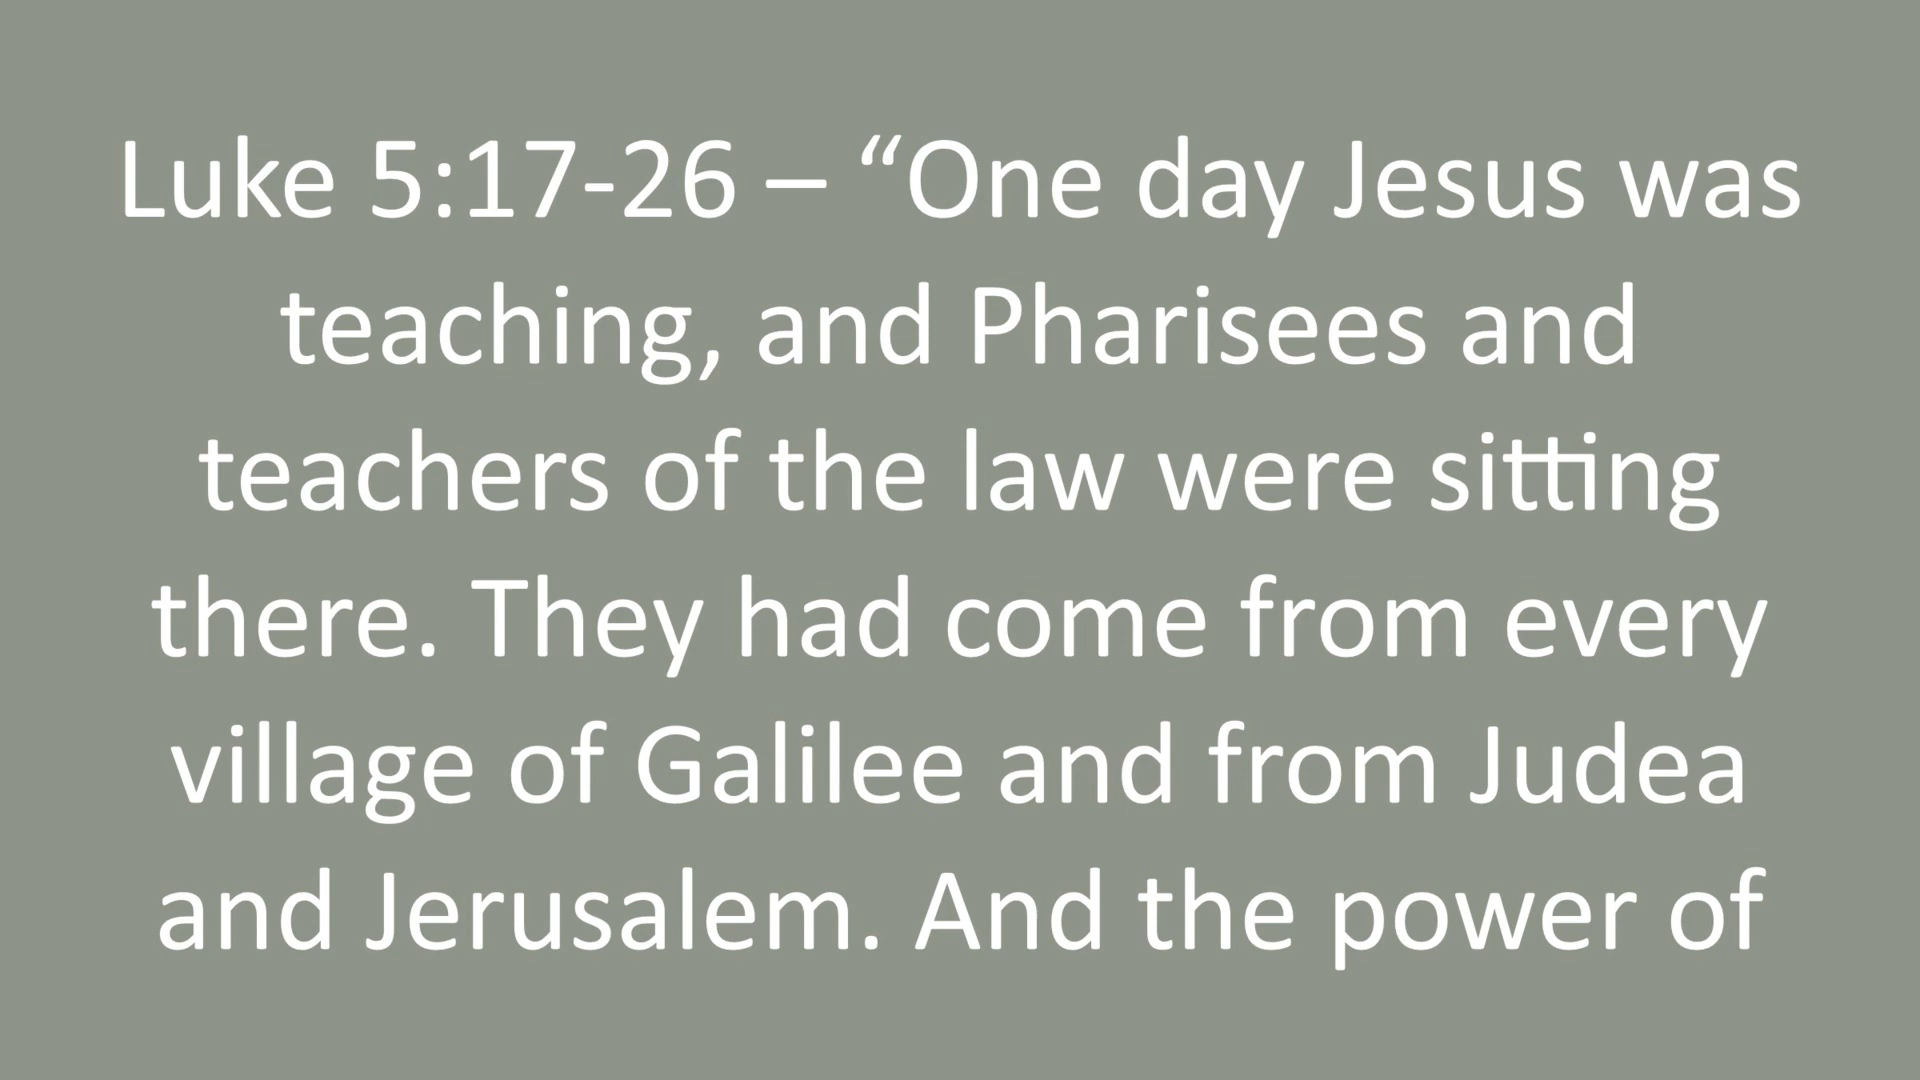 Luke 5:17-26 – “One day Jesus was
teaching, and Pharisees and
teachers of the law were sitting
there. They had come from every
village of Galilee and from Judea
and Jerusalem. And the power of